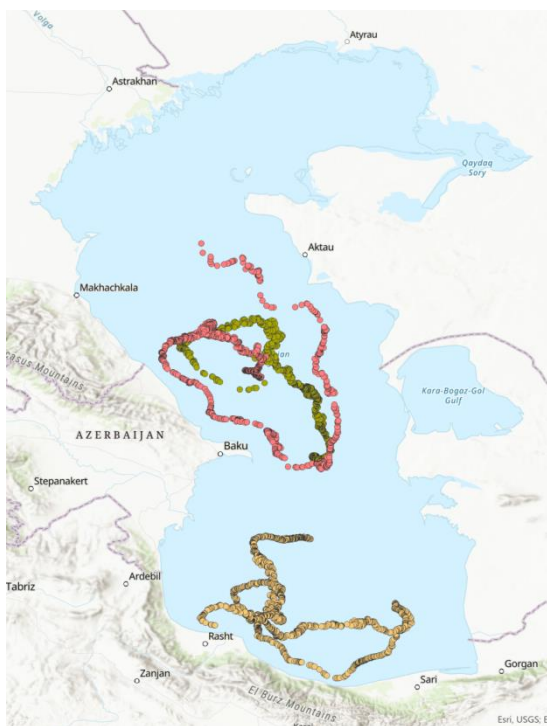 Volga
Atyrau
Astrakhan
Qaydaq
Sory
Aktau
Makhachkala
Mountains
Kara-Bogaz-Gol
Gulf
AZERBAIJAN
Baku
Stepanakert
Tabriz
Ardebil
Rasht
Zanjan
Sari
Gorgan
El Burz Mountains
Esri, USGS